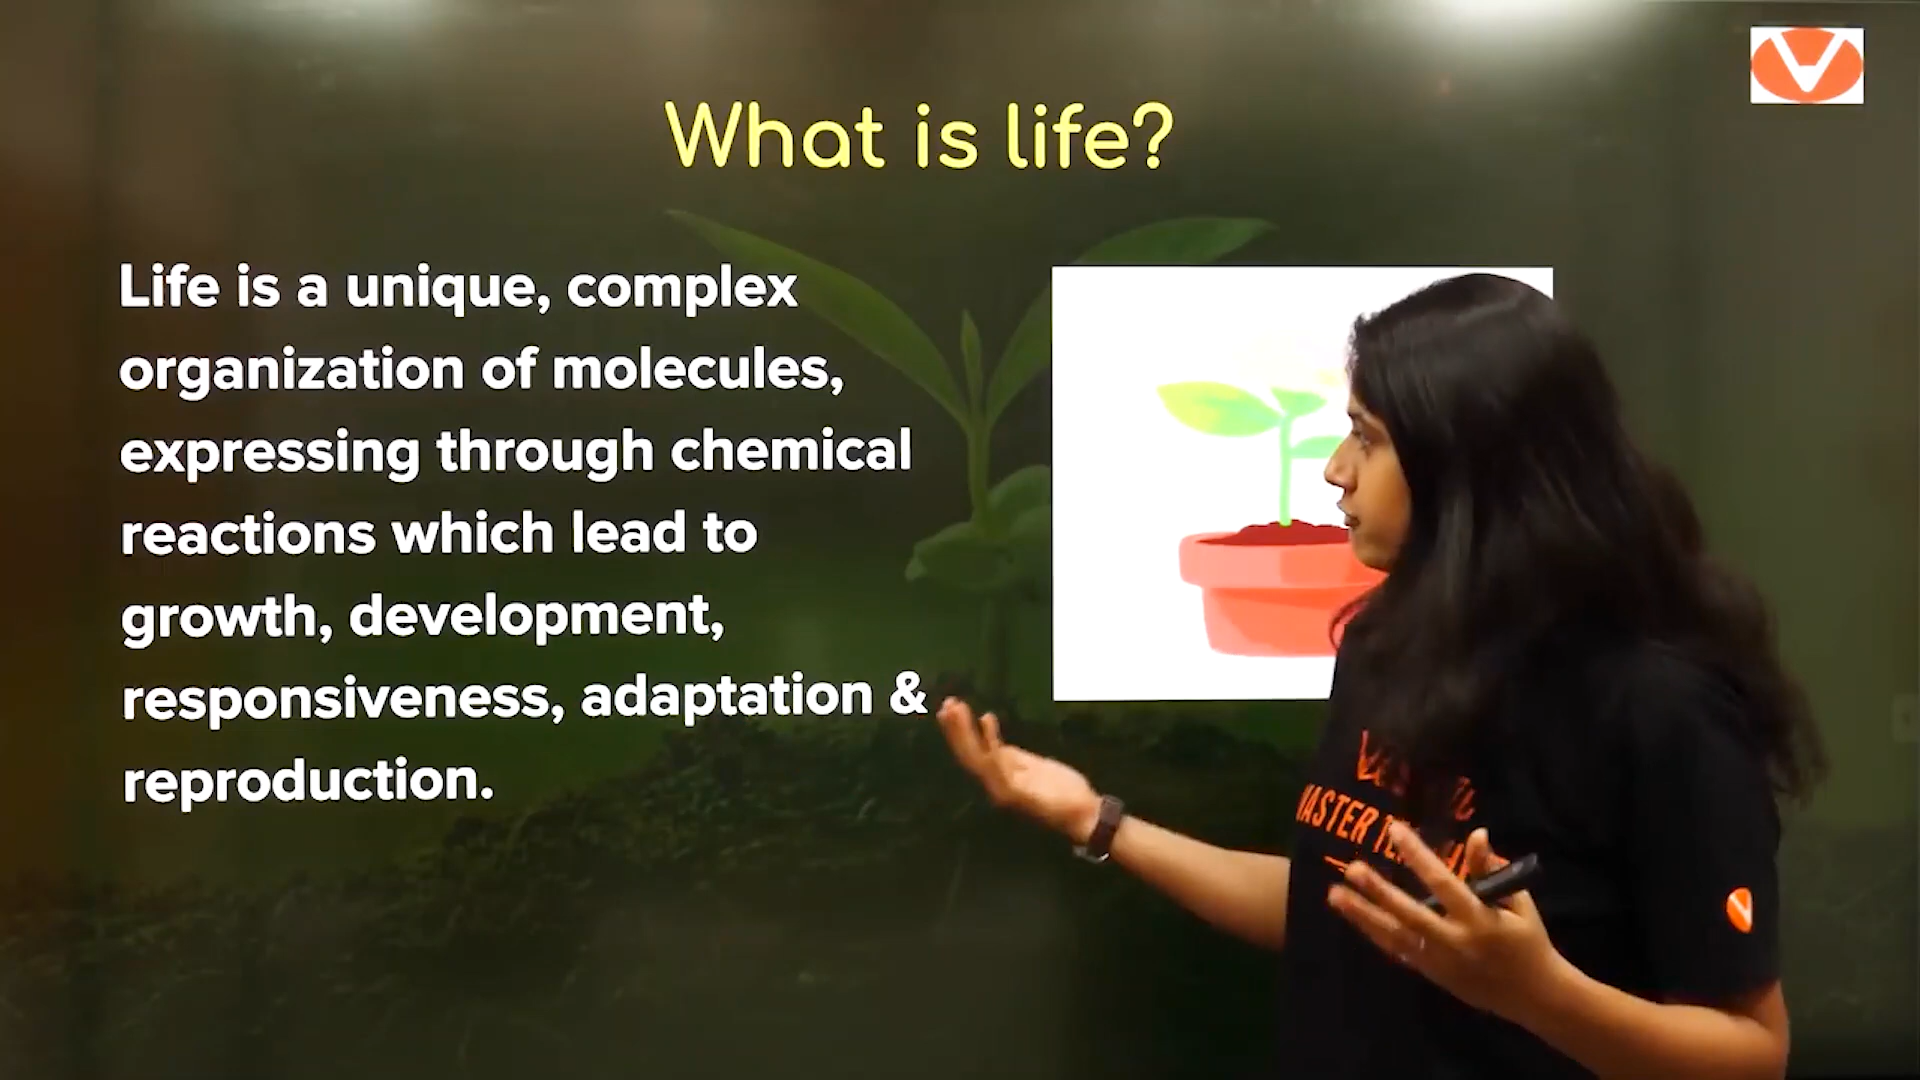 What is life?
Life is a unique, complex
organization of molecules,
expressing through chemical
reactions which lead to
growth, development,
responsiveness, adaptation &
reproduction.
MASTER